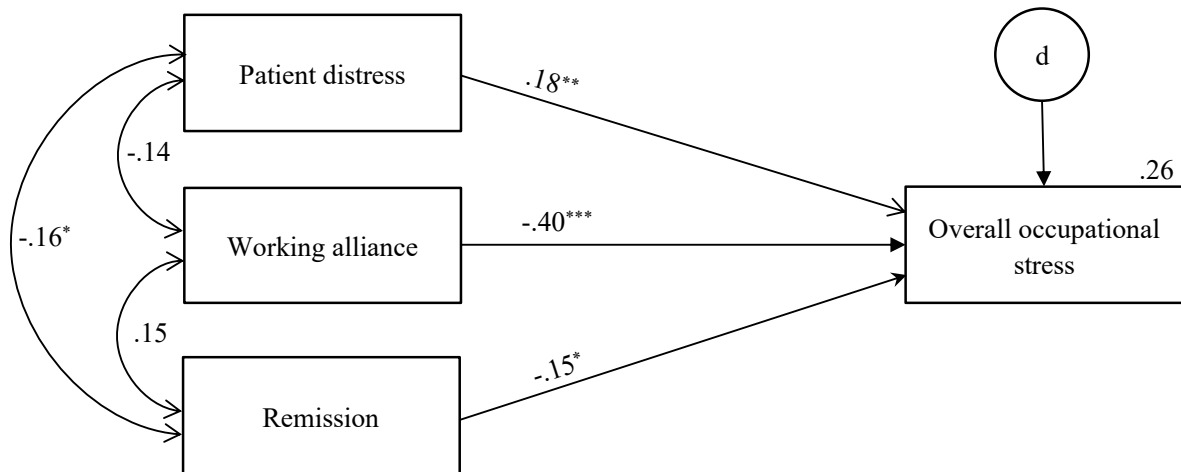 Patient distress
.18**
d
-.14
.26
-.16*
Working alliance
-.40***
Overall occupational
stress
.15
-.15*
Remission